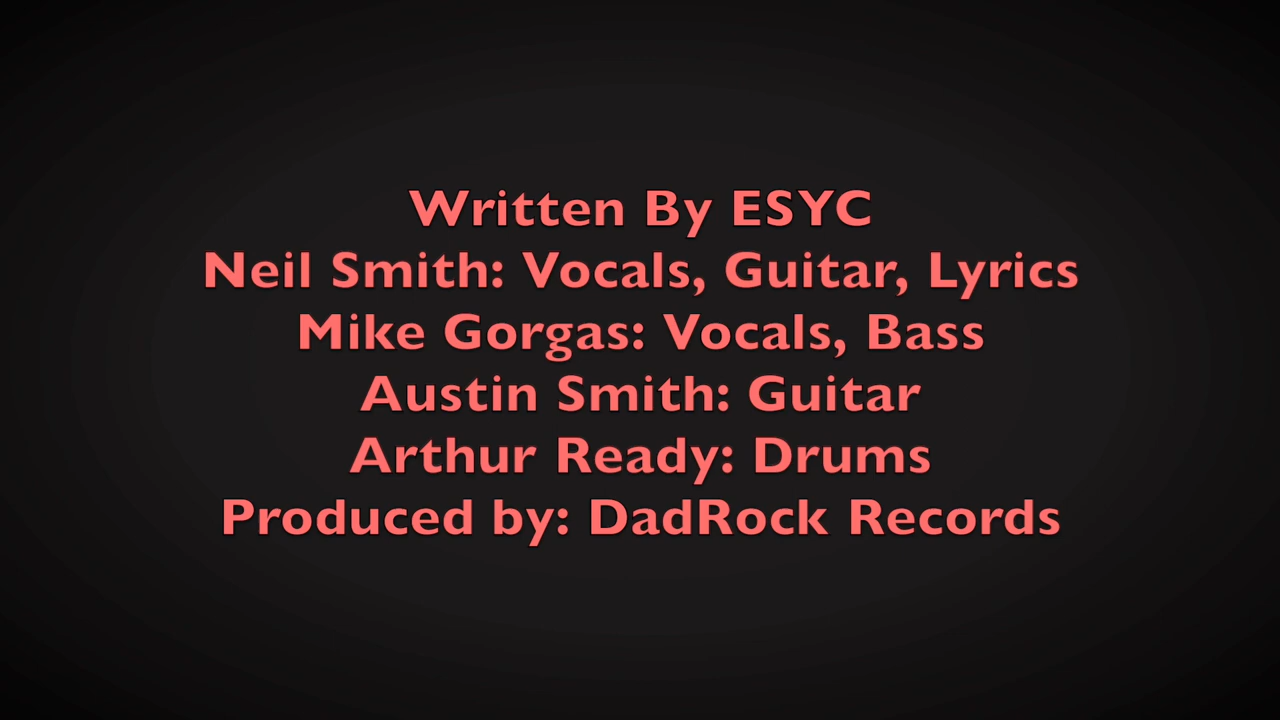 Written By ESYC
Neil Smith: Vocals, Guitar, Lyrics
Mike Gorgas: Vocals, Bass
Austin Smith: Guitar
Arthur Ready: Drums
Produced by: DadRock Records